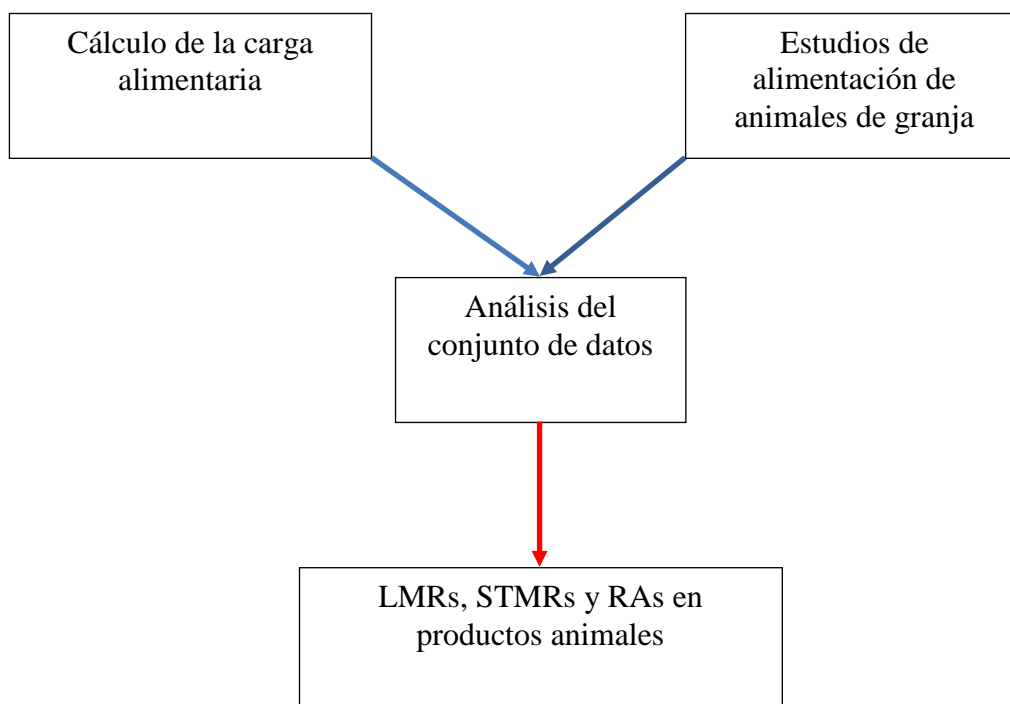 Cálculo de la carga
alimentaria
Estudios de
alimentación de
animales de granja
Análisis del
conjunto de datos
LMRs, STMRs y RAs en
productos animales